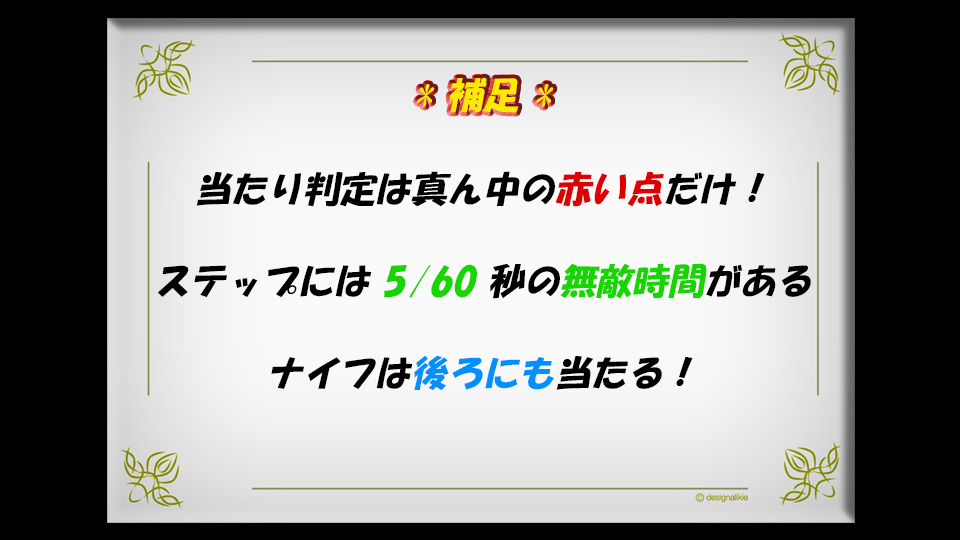 * 補足 *
当たり判定は真ん中の赤い点だけ！
ステップには 5/60 秒の無敵時間がある
ナイフは後ろにも当たる！
© designalikie